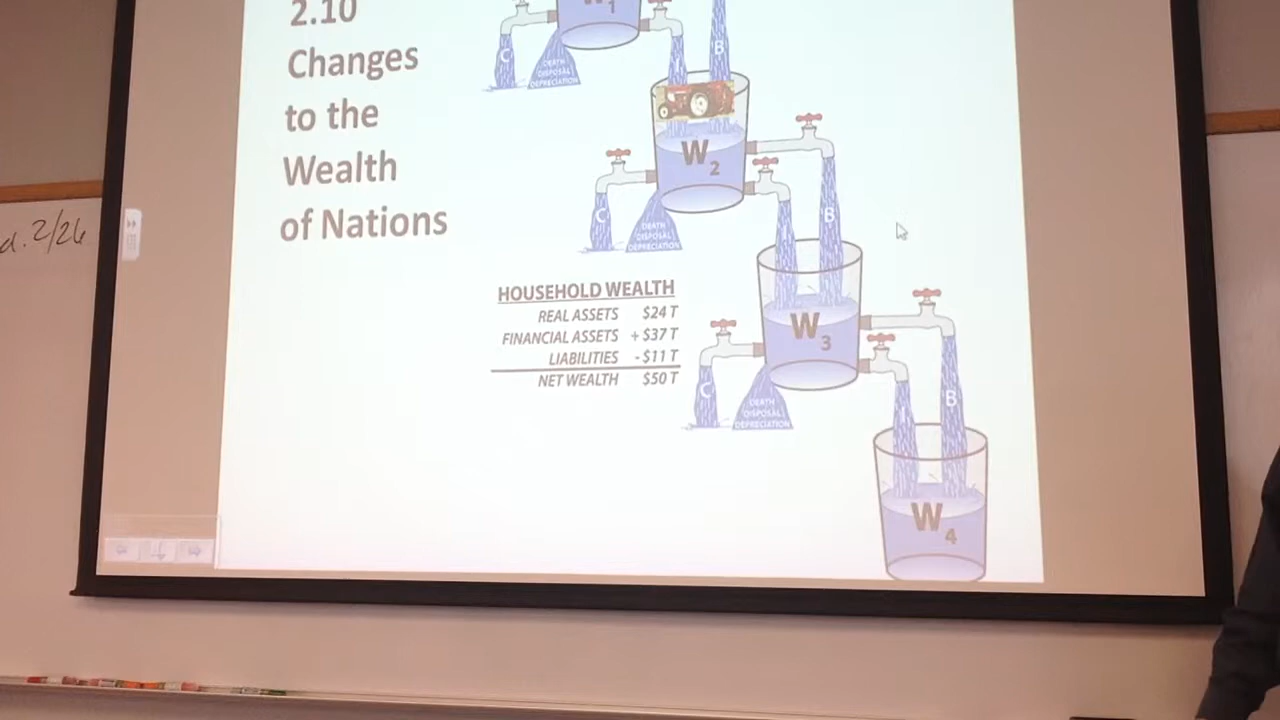 2.10
Changes
to the
Wealth
of Nations
W1
C
DEATH
DISPOSAL
DEPRECIATION
I
B
W2
C
DEATH
DISPOSAL
DEPRECIATION
I
B
HOUSEHOLD WEALTH
REAL ASSETS $24 T
FINANCIAL ASSETS + $37 T
LIABILITIES - $11 T
NET WEALTH $50 T
W3
C
DEATH
DISPOSAL
DEPRECIATION
I
B
W4
d. 2/26